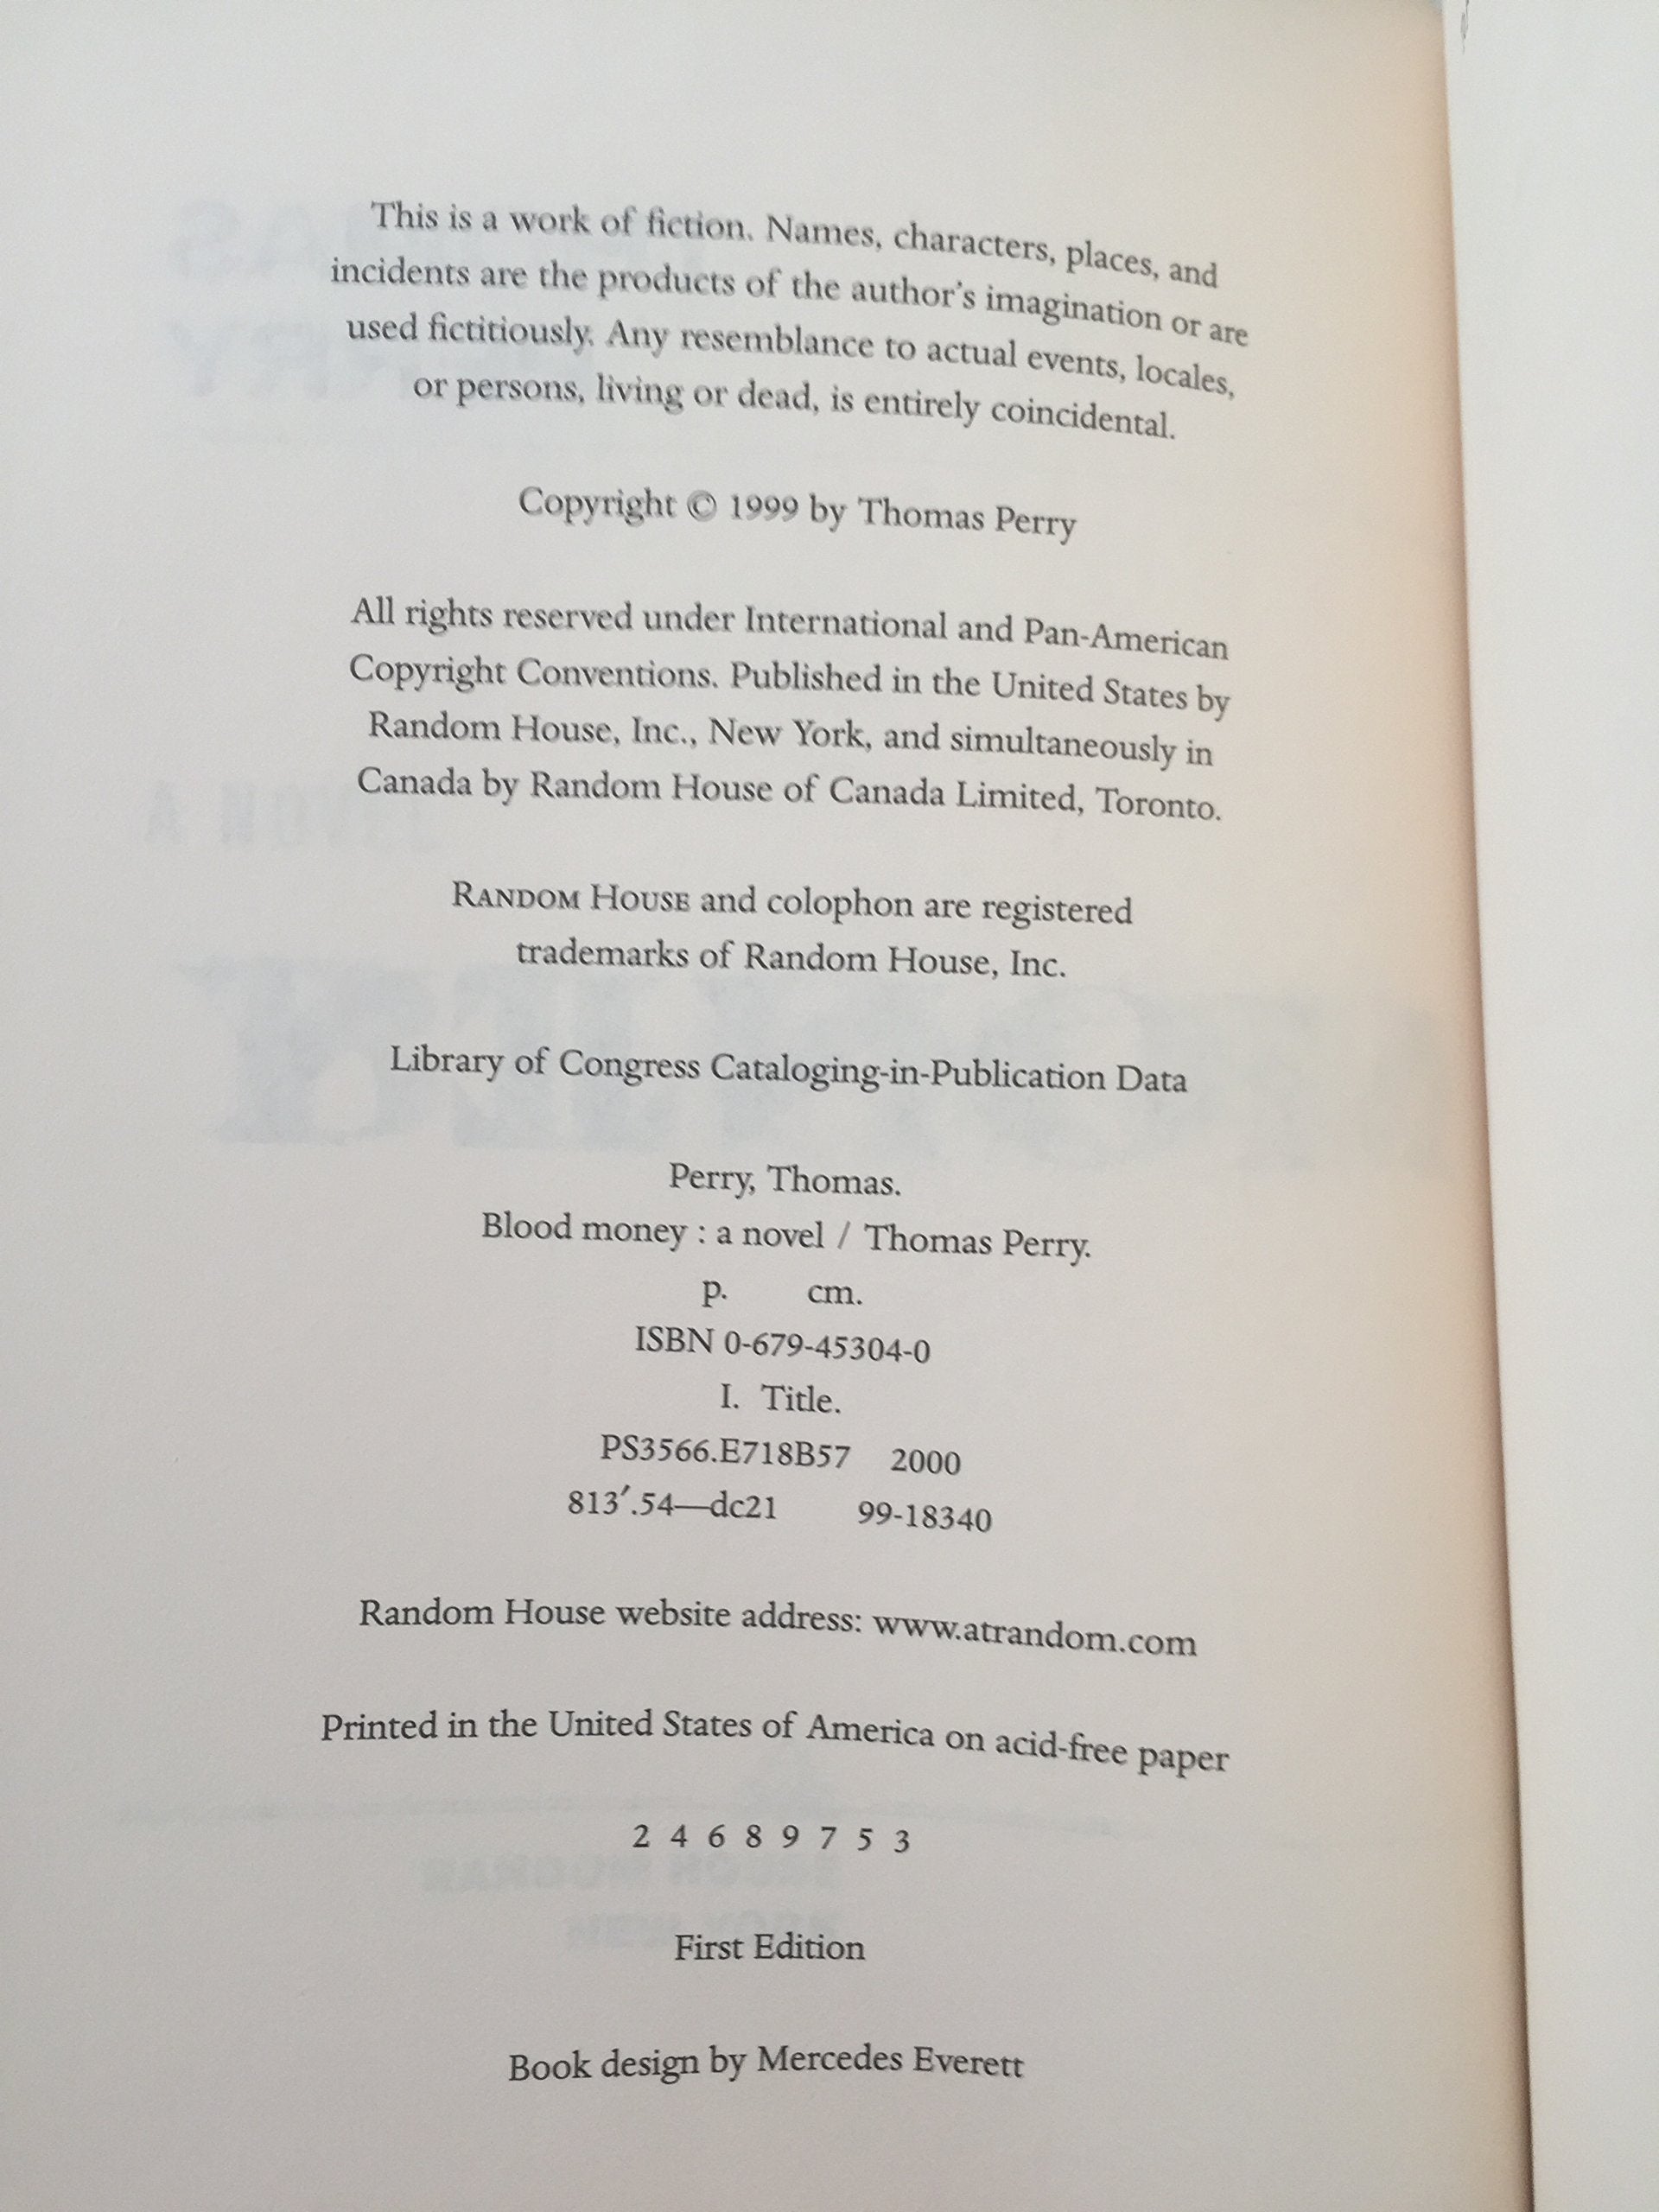 This is a work of fiction. Names, characters, places, and
incidents are the products of the author's imagination or are
used fictitiously. Any resemblance to actual events, locales,
or persons, living or dead, is entirely coincidental.
Copyright © 1999 by Thomas Perry
All rights reserved under International and Pan-American
Copyright Conventions. Published in the United States by
Random House, Inc., New York, and simultaneously in
Canada by Random House of Canada Limited, Toronto.
RANDOM HOUSE and colophon are registered
trademarks of Random House, Inc.
Library of Congress Cataloging-in-Publication Data
Perry, Thomas.
Blood money : a novel / Thomas Perry.
p. cm.
ISBN 0-679-45304-0
I. Title.
PS3566.E718B57 2000
813′.54—dc21 99-18340
Random House website address: www.atrandom.com
Printed in the United States of America on acid-free paper
2 4 6 8 9 7 5 3
First Edition
Book design by Mercedes Everett